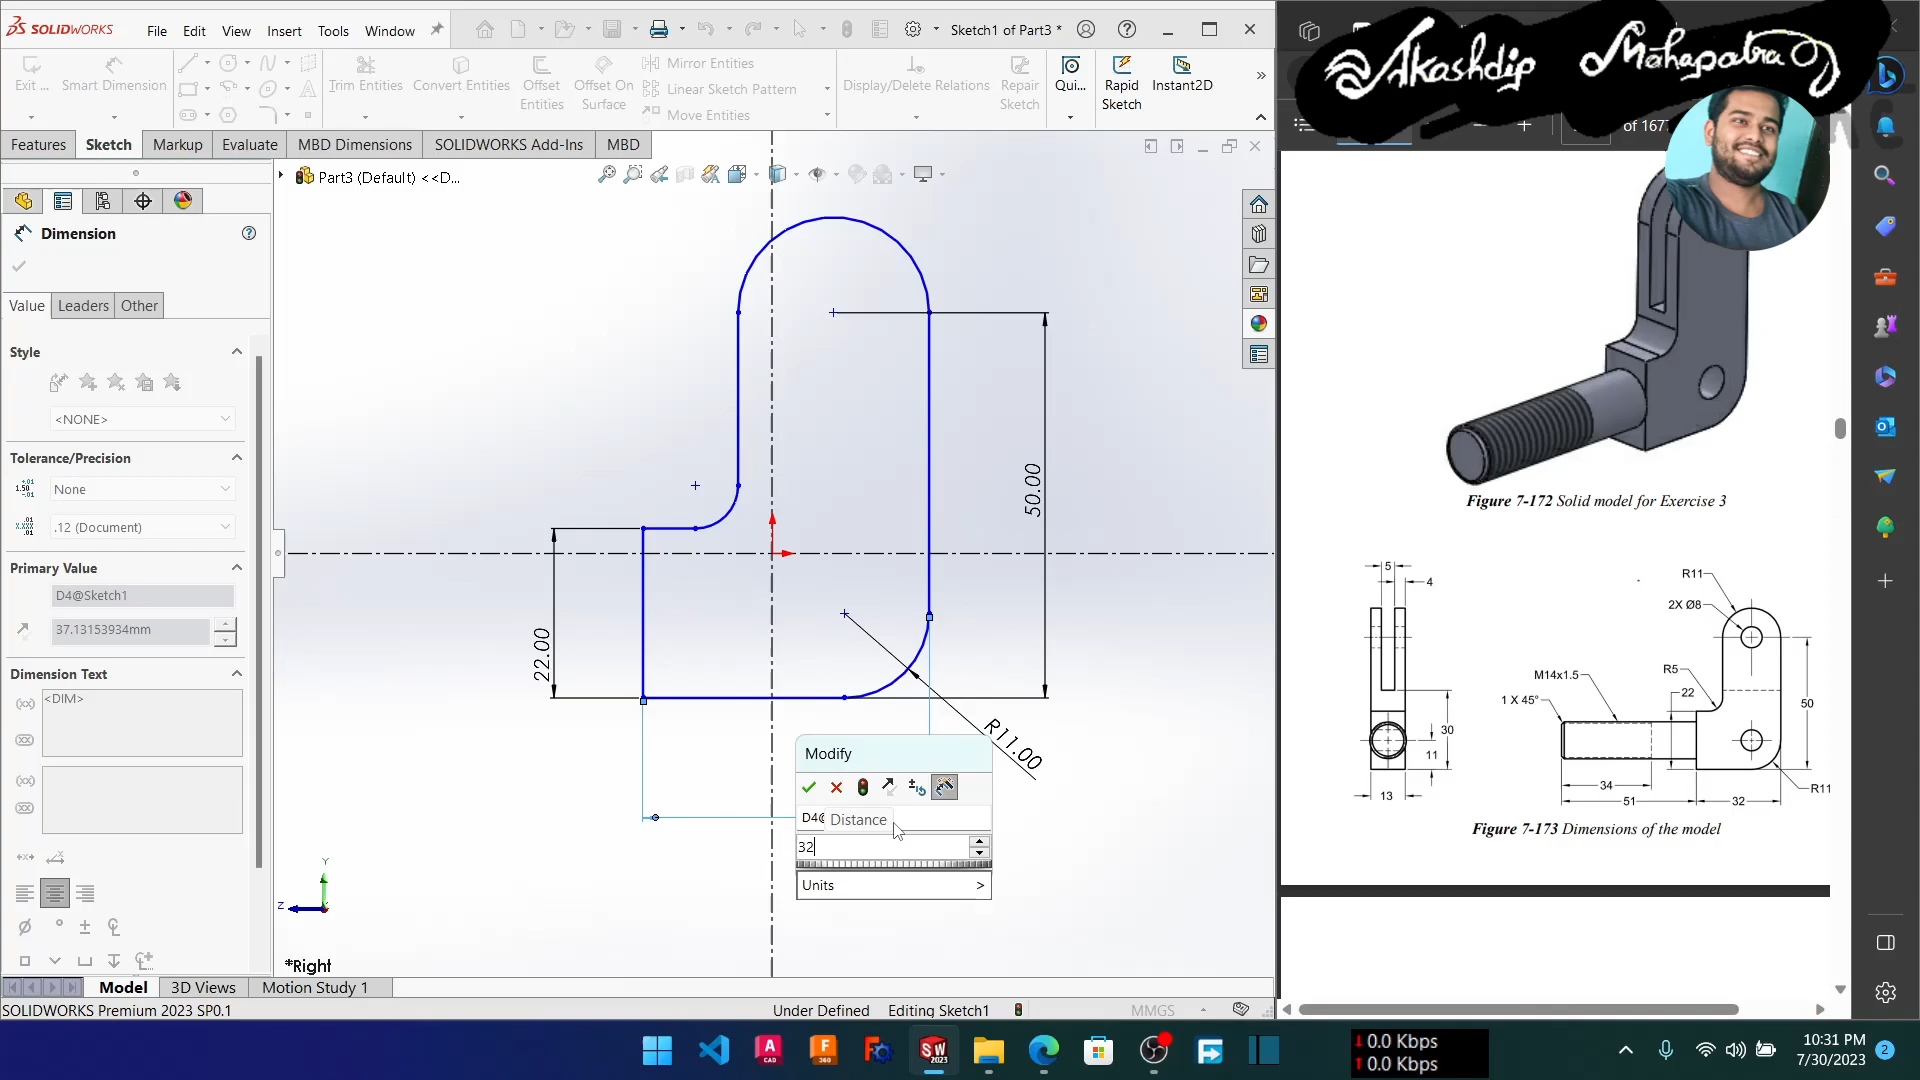 SOLIDWORKS File Edit View Insert Tools Window Sketch1 of Part3 *
Exit ... Smart Dimension Trim Entities Convert Entities Offset Entities Offset On Surface Mirror Entities Linear Sketch Pattern Move Entities Display/Delete Relations Repair Sketch Qui... Rapid Sketch Instant2D »
Features Sketch Markup Evaluate MBD Dimensions SOLIDWORKS Add-Ins MBD
Part3 (Default) <<D...
Dimension
Value Leaders Other
Style
<NONE>
Tolerance/Precision
None
.12 (Document)
Primary Value
D4@Sketch1
37.13153934mm
Dimension Text
<DIM>
50.00
22.00
R11.00
Modify
D4@
Distance
32
Units >
Y
Z
*Right
Model 3D Views Motion Study 1
SOLIDWORKS Premium 2023 SP0.1 Under Defined Editing Sketch1 MMGS
Akashdip Mahapatra
of 1677
Figure 7-172 Solid model for Exercise 3
5
4
R11
2X Ø8
M14x1.5
R5
1 X 45°
22
50
30
11
34
R11
13
51
32
Figure 7-173 Dimensions of the model
0.0 Kbps
0.0 Kbps
10:31 PM
7/30/2023
2